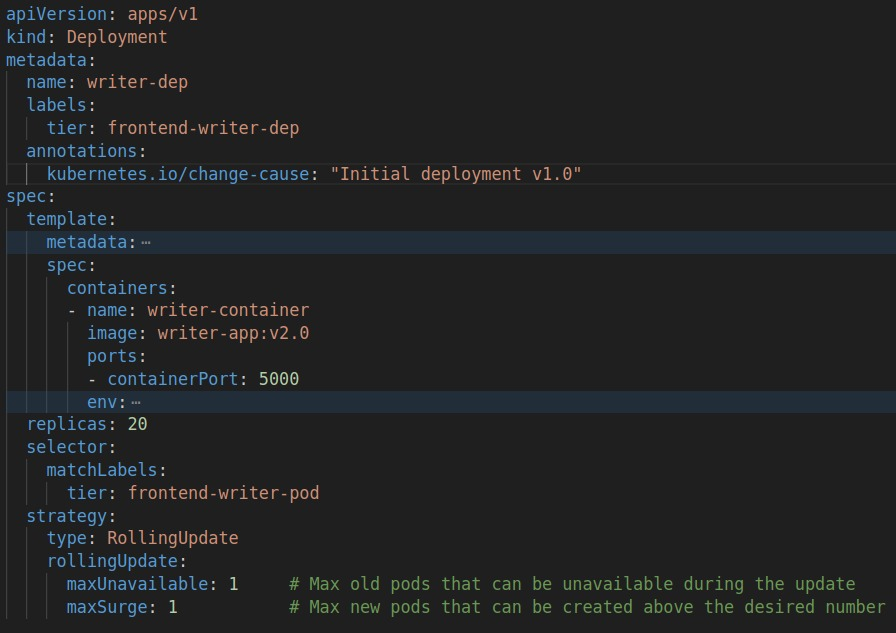 apiVersion: apps/v1
kind: Deployment
metadata:
  name: writer-dep
  labels:
    tier: frontend-writer-dep
  annotations:
    kubernetes.io/change-cause: "Initial deployment v1.0"
spec:
  template:
    metadata:⋯
    spec:
      containers:
      - name: writer-container
        image: writer-app:v2.0
        ports:
        - containerPort: 5000
        env:⋯
  replicas: 20
  selector:
    matchLabels:
      tier: frontend-writer-pod
  strategy:
    type: RollingUpdate
    rollingUpdate:
      maxUnavailable: 1     # Max old pods that can be unavailable during the update
      maxSurge: 1           # Max new pods that can be created above the desired number